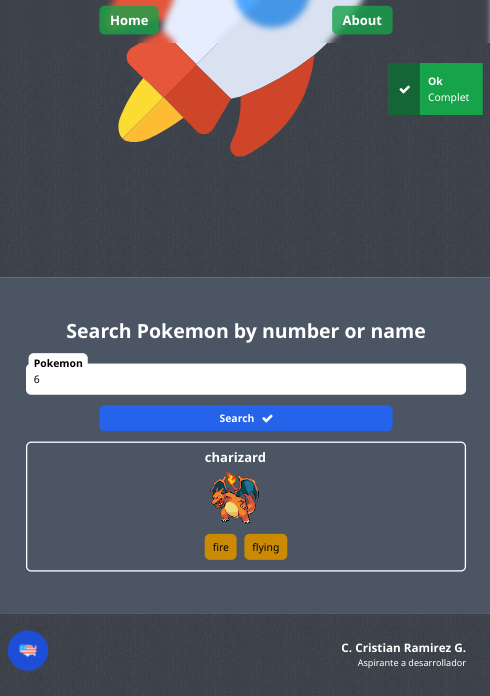 Home
About
Ok
Complet
Search Pokemon by number or name
Pokemon
6
Search
charizard
fire
flying
C. Cristian Ramirez G.
Aspirante a desarrollador